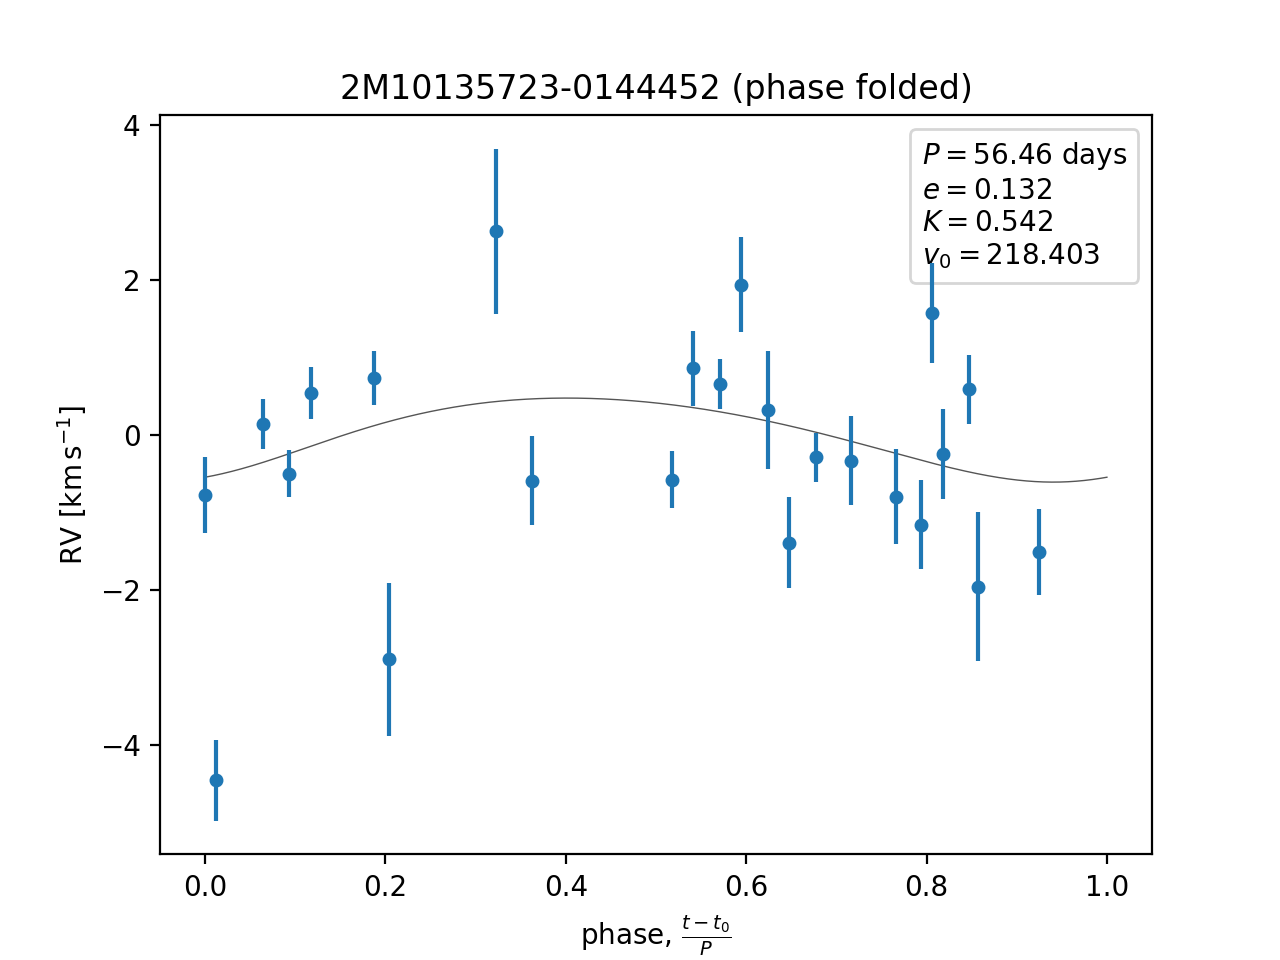 2M10135723-0144452 (phase folded)
P = 56.46 days
e = 0.132
K = 0.542
v₀ = 218.403
4
2
0
−2
−4
RV [km s⁻¹]
0.0 0.2 0.4 0.6 0.8 1.0
phase, (t − t₀)/P